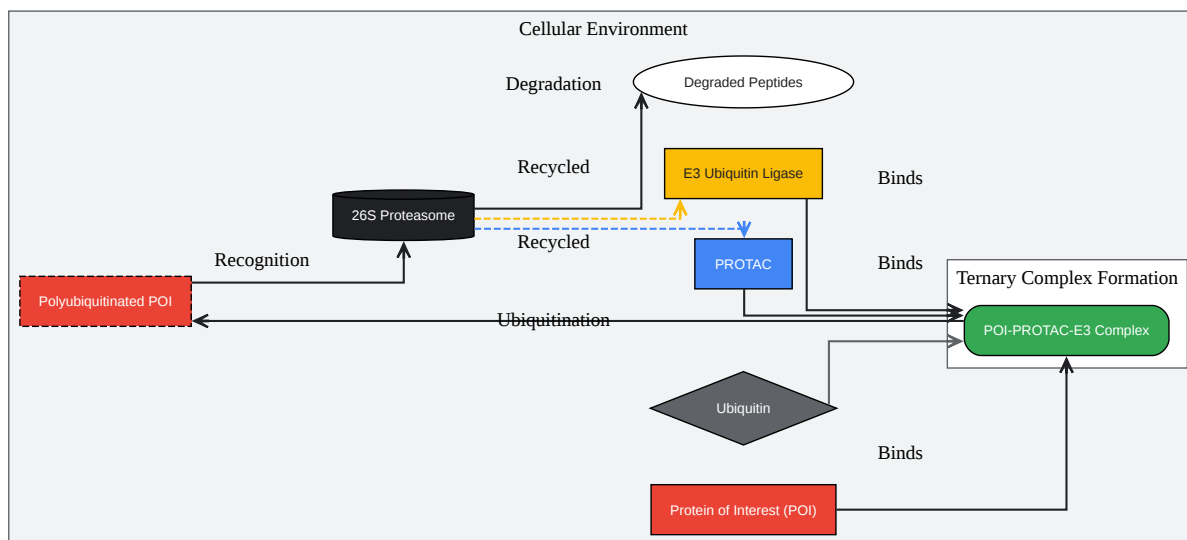 Cellular Environment
Degradation
Degraded Peptides
Recycled
E3 Ubiquitin Ligase
Binds
26S Proteasome
Recycled
PROTAC
Binds
Recognition
Ternary Complex Formation
Polyubiquitinated POI
Ubiquitination
POI-PROTAC-E3 Complex
Ubiquitin
Binds
Protein of Interest (POI)